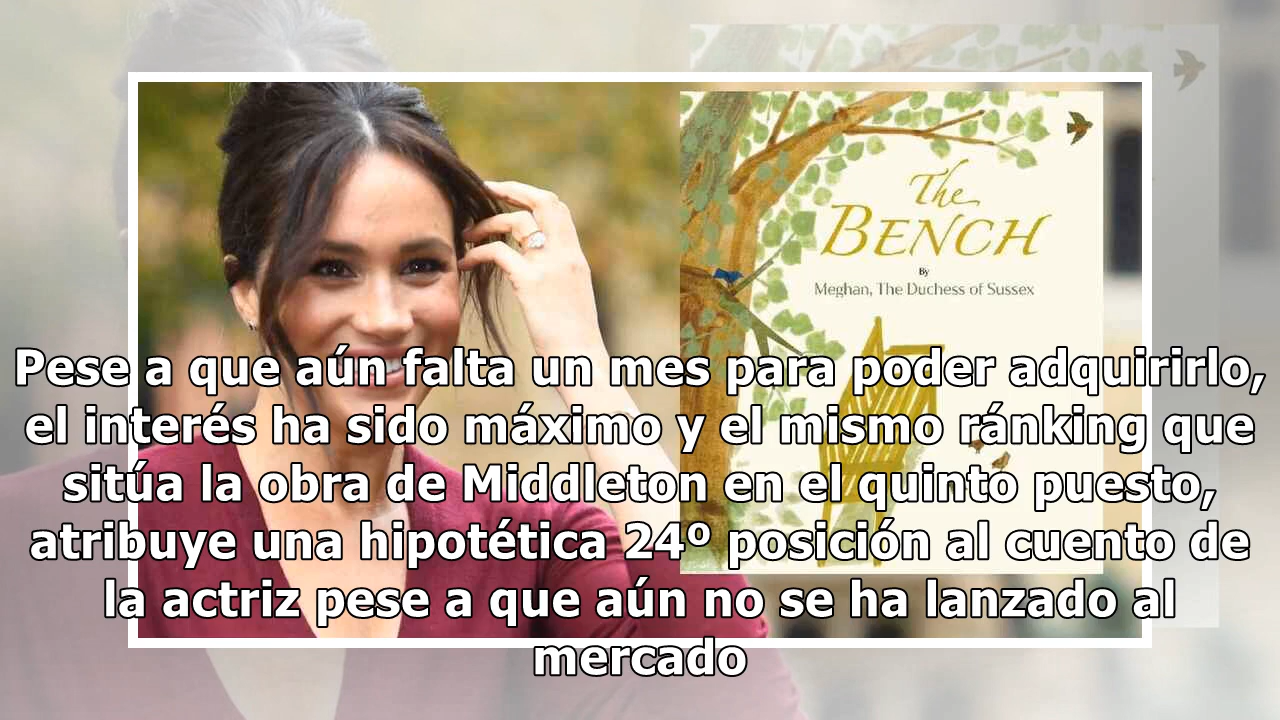 The
BENCH
By
Meghan, The Duchess of Sussex
Pese a que aún falta un mes para poder adquirirlo,
el interés ha sido máximo y el mismo ránking que
sitúa la obra de Middleton en el quinto puesto,
atribuye una hipotética 24º posición al cuento de
la actriz pese a que aún no se ha lanzado al
mercado